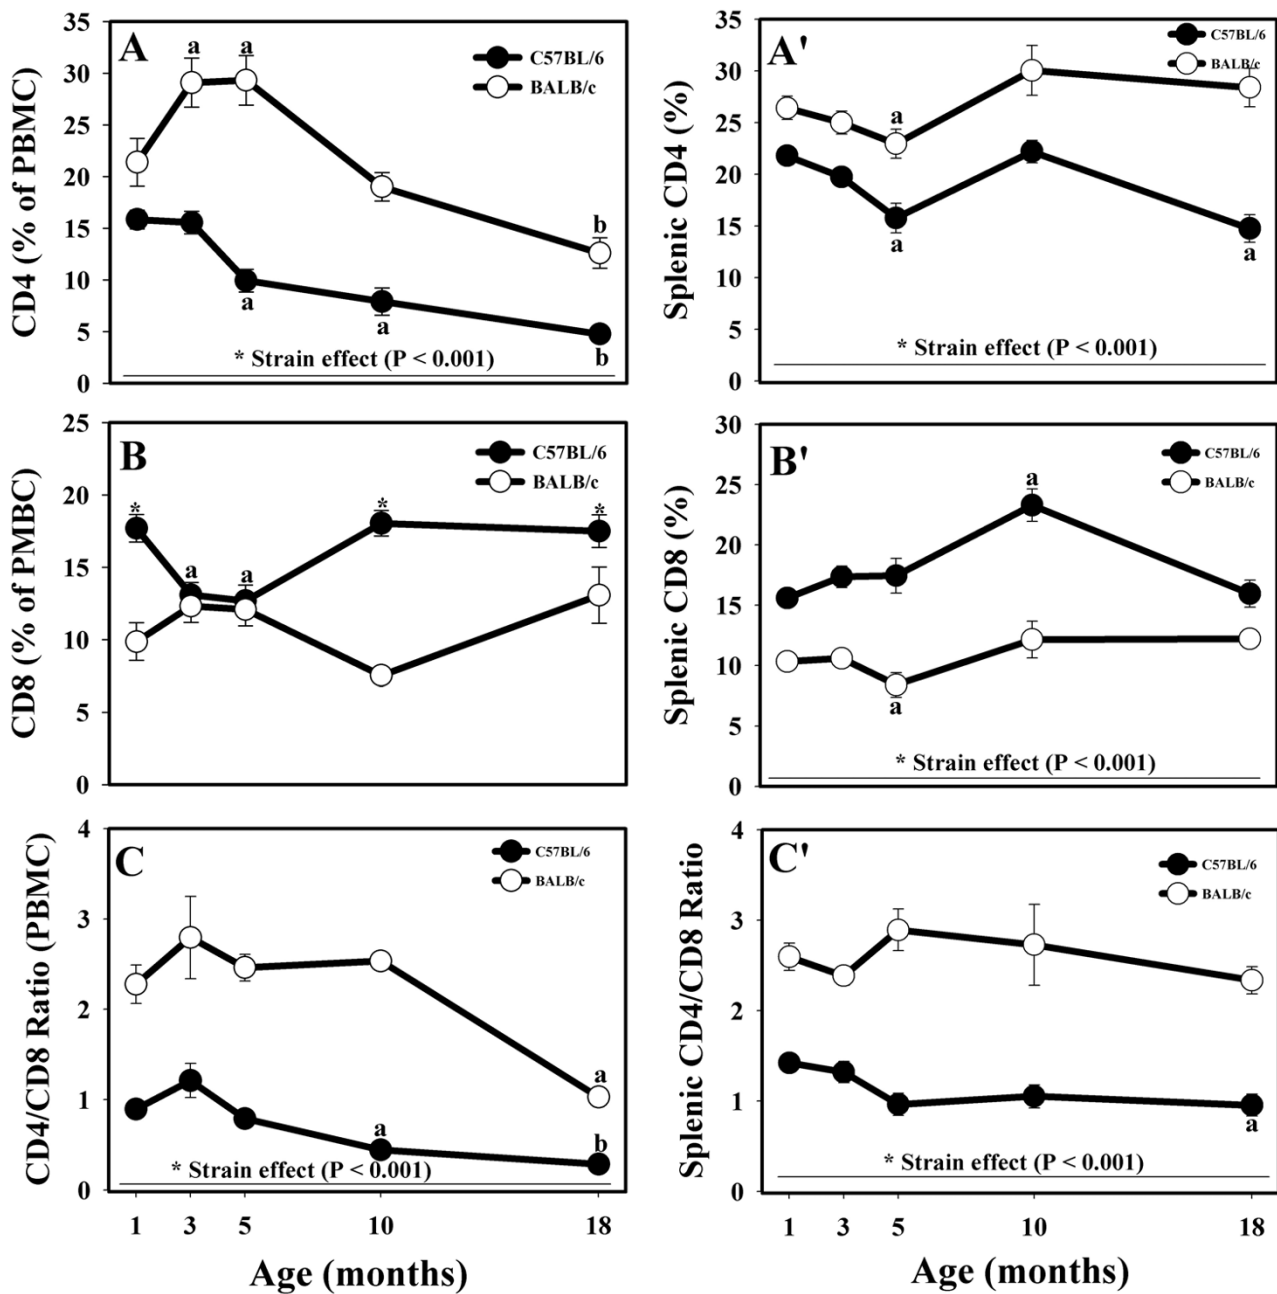 A
CD4 (% of PBMC)
35
30
25
20
15
10
5
0
C57BL/6
BALB/c
a
a
a
a
b
b
* Strain effect (P < 0.001)
A'
Splenic CD4 (%)
35
30
25
20
15
10
5
0
C57BL/6
BALB/c
a
a
a
* Strain effect (P < 0.001)
B
CD8 (% of PMBC)
25
20
15
10
5
0
C57BL/6
BALB/c
*
a
a
*
*
B'
Splenic CD8 (%)
30
25
20
15
10
5
0
C57BL/6
BALB/c
a
a
* Strain effect (P < 0.001)
C
CD4/CD8 Ratio (PBMC)
4
3
2
1
0
C57BL/6
BALB/c
a
a
b
* Strain effect (P < 0.001)
1 3 5 10 18
Age (months)
C'
Splenic CD4/CD8 Ratio
4
3
2
1
0
C57BL/6
BALB/c
a
* Strain effect (P < 0.001)
1 3 5 10 18
Age (months)